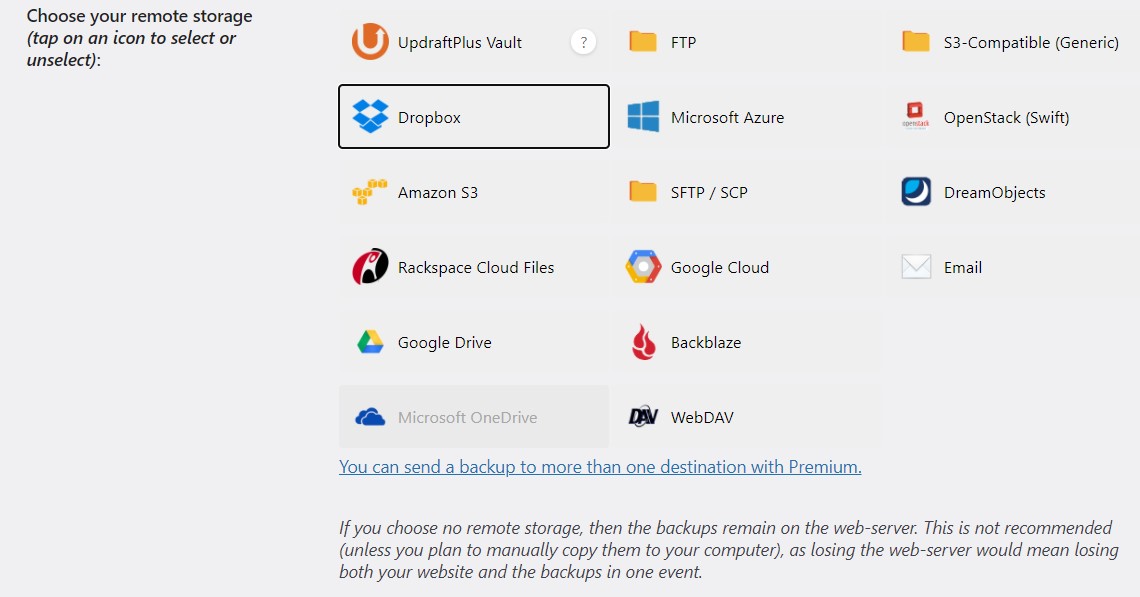 Choose your remote storage
(tap on an icon to select or
unselect):
UpdraftPlus Vault ? FTP S3-Compatible (Generic)
Dropbox Microsoft Azure openstack OpenStack (Swift)
Amazon S3 SFTP / SCP DreamObjects
Rackspace Cloud Files Google Cloud Email
Google Drive Backblaze
Microsoft OneDrive DAV WebDAV
You can send a backup to more than one destination with Premium.
If you choose no remote storage, then the backups remain on the web-server. This is not recommended
(unless you plan to manually copy them to your computer), as losing the web-server would mean losing
both your website and the backups in one event.